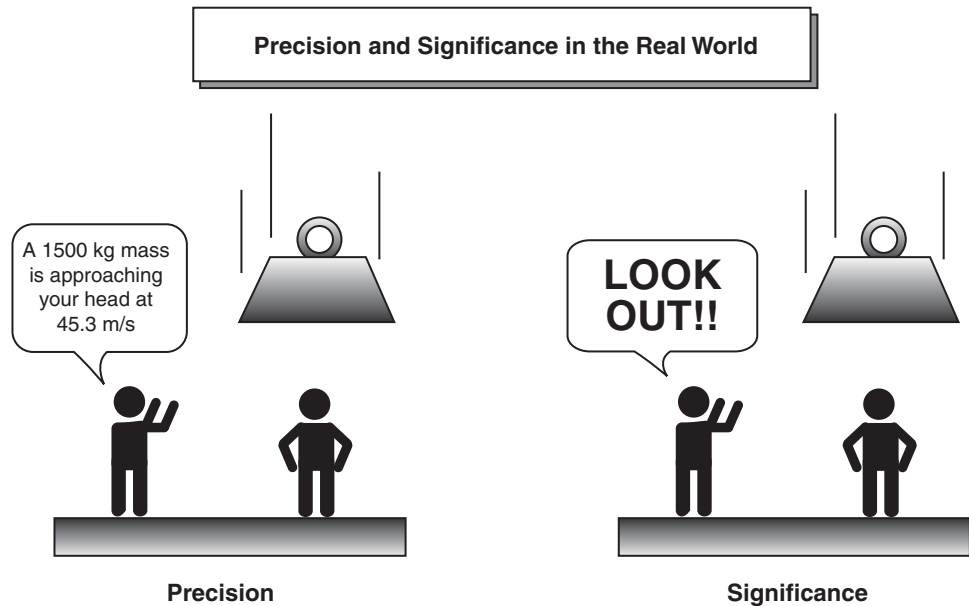 Precision and Significance in the Real World
A 1500 kg mass
is approaching
your head at
45.3 m/s
LOOK
OUT!!
Precision
Significance